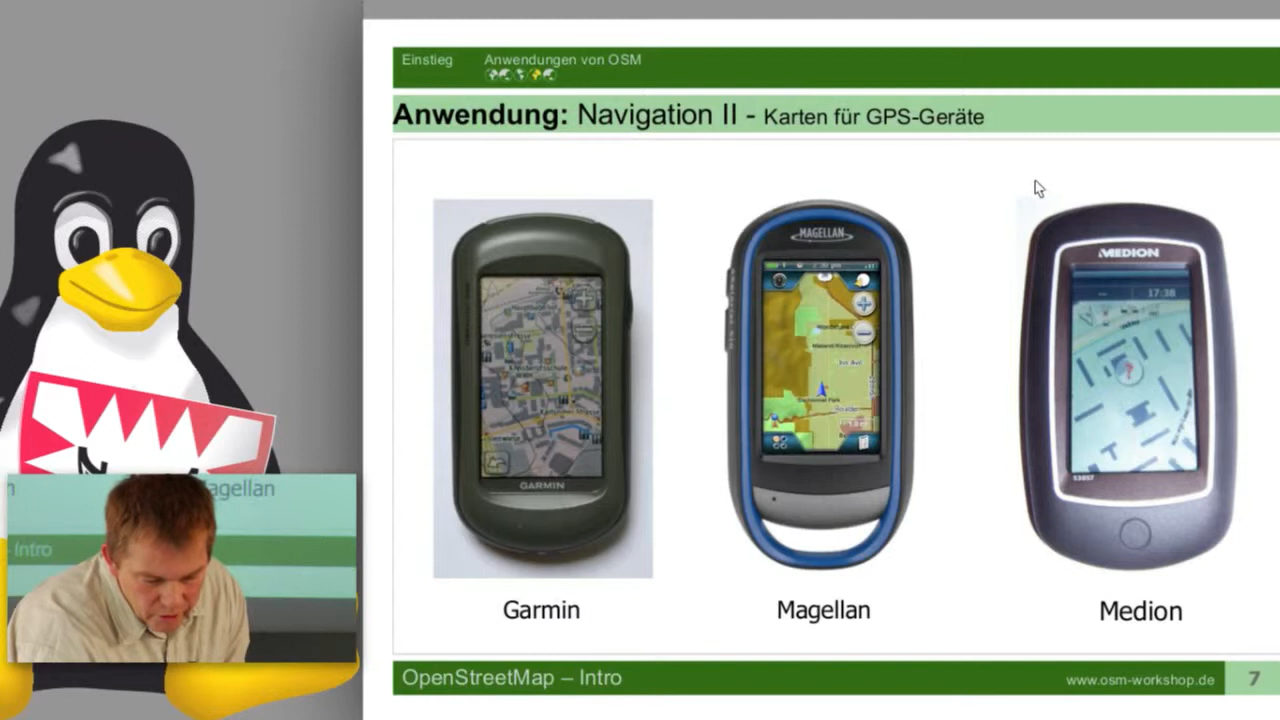 Einstieg Anwendungen von OSM
Anwendung: Navigation II - Karten für GPS-Geräte
MAGELLAN
MEDION
17:38
GARMIN
agellan
- Intro
Garmin Magellan Medion
OpenStreetMap – Intro www.osm-workshop.de 7